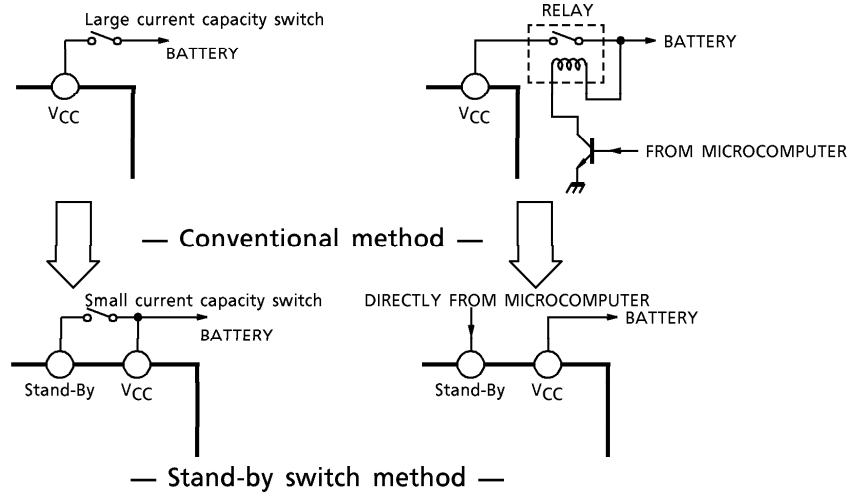 Large current capacity switch
BATTERY
VCC
RELAY
BATTERY
VCC
FROM MICROCOMPUTER
— Conventional method —
Small current capacity switch
BATTERY
Stand-By
VCC
DIRECTLY FROM MICROCOMPUTER
BATTERY
Stand-By
VCC
— Stand-by switch method —